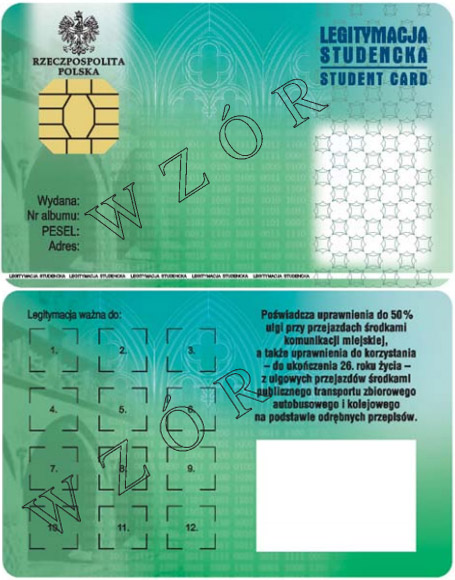 RZECZPOSPOLITA
POLSKA
LEGITYMACJA
STUDENCKA
STUDENT CARD
WZÓR
Wydana:
Nr albumu:
PESEL:
Adres:
LEGITYMACJA STUDENCKA LEGITYMACJA STUDENCKA LEGITYMACJA STUDENCKA LEGITYMACJA STUDENCKA LEGITYMACJA STUDENCKA
Legitymacja ważna do:
1. 2. 3.
4. 5. 6.
7. 8. 9.
10. 11. 12.
Poświadcza uprawnienia do 50%
ulgi przy przejazdach środkami
komunikacji miejskiej,
a także uprawnienia do korzystania
– do ukończenia 26. roku życia –
z ulgowych przejazdów środkami
publicznego transportu zbiorowego
autobusowego i kolejowego
na podstawie odrębnych przepisów.
WZÓR